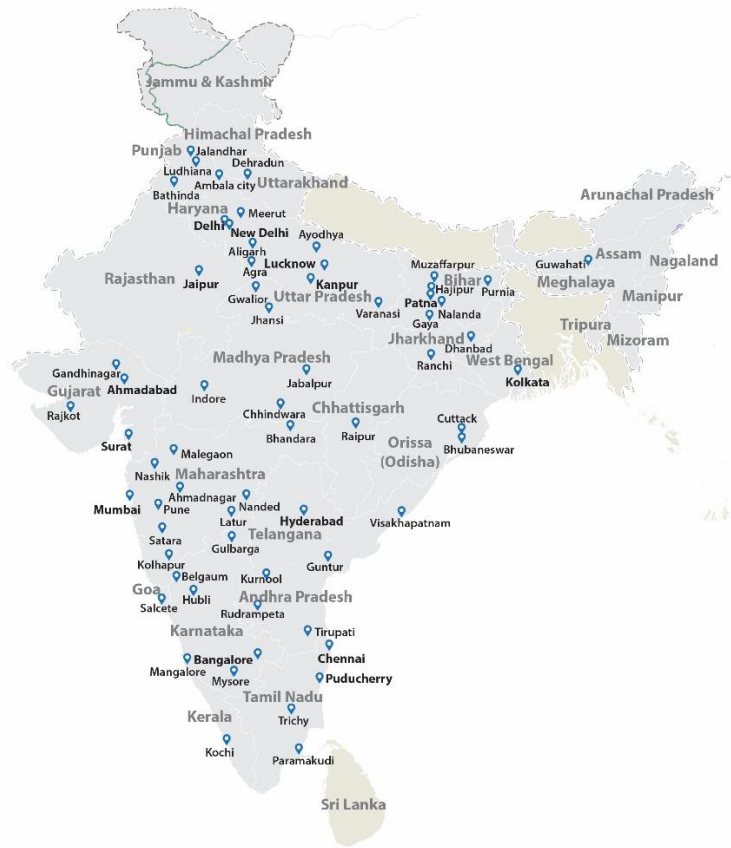 Jammu & Kashmir
Himachal Pradesh
Punjab
Jalandhar
Dehradun
Ludhiana
Ambala city
Uttarakhand
Bathinda
Arunachal Pradesh
Haryana
Meerut
Delhi
New Delhi
Ayodhya
Aligarh
Lucknow
Muzaffarpur
Guwahati
Assam
Nagaland
Agra
Rajasthan
Jaipur
Kanpur
Bihar
Meghalaya
Hajipur
Purnia
Gwalior
Uttar Pradesh
Manipur
Patna
Jhansi
Varanasi
Nalanda
Gaya
Tripura
Jharkhand
Mizoram
Dhanbad
Madhya Pradesh
Ranchi
West Bengal
Gandhinagar
Jabalpur
Kolkata
Gujarat
Ahmadabad
Indore
Rajkot
Chhindwara
Chhattisgarh
Cuttack
Bhandara
Raipur
Surat
Orissa
(Odisha)
Bhubaneswar
Malegaon
Nashik
Maharashtra
Ahmadnagar
Mumbai
Pune
Nanded
Latur
Hyderabad
Visakhapatnam
Satara
Telangana
Gulbarga
Kolhapur
Guntur
Belgaum
Kurnool
Goa
Hubli
Andhra Pradesh
Salcete
Rudrampeta
Karnataka
Tirupati
Bangalore
Chennai
Mangalore
Mysore
Puducherry
Tamil Nadu
Kerala
Trichy
Kochi
Paramakudi
Sri Lanka